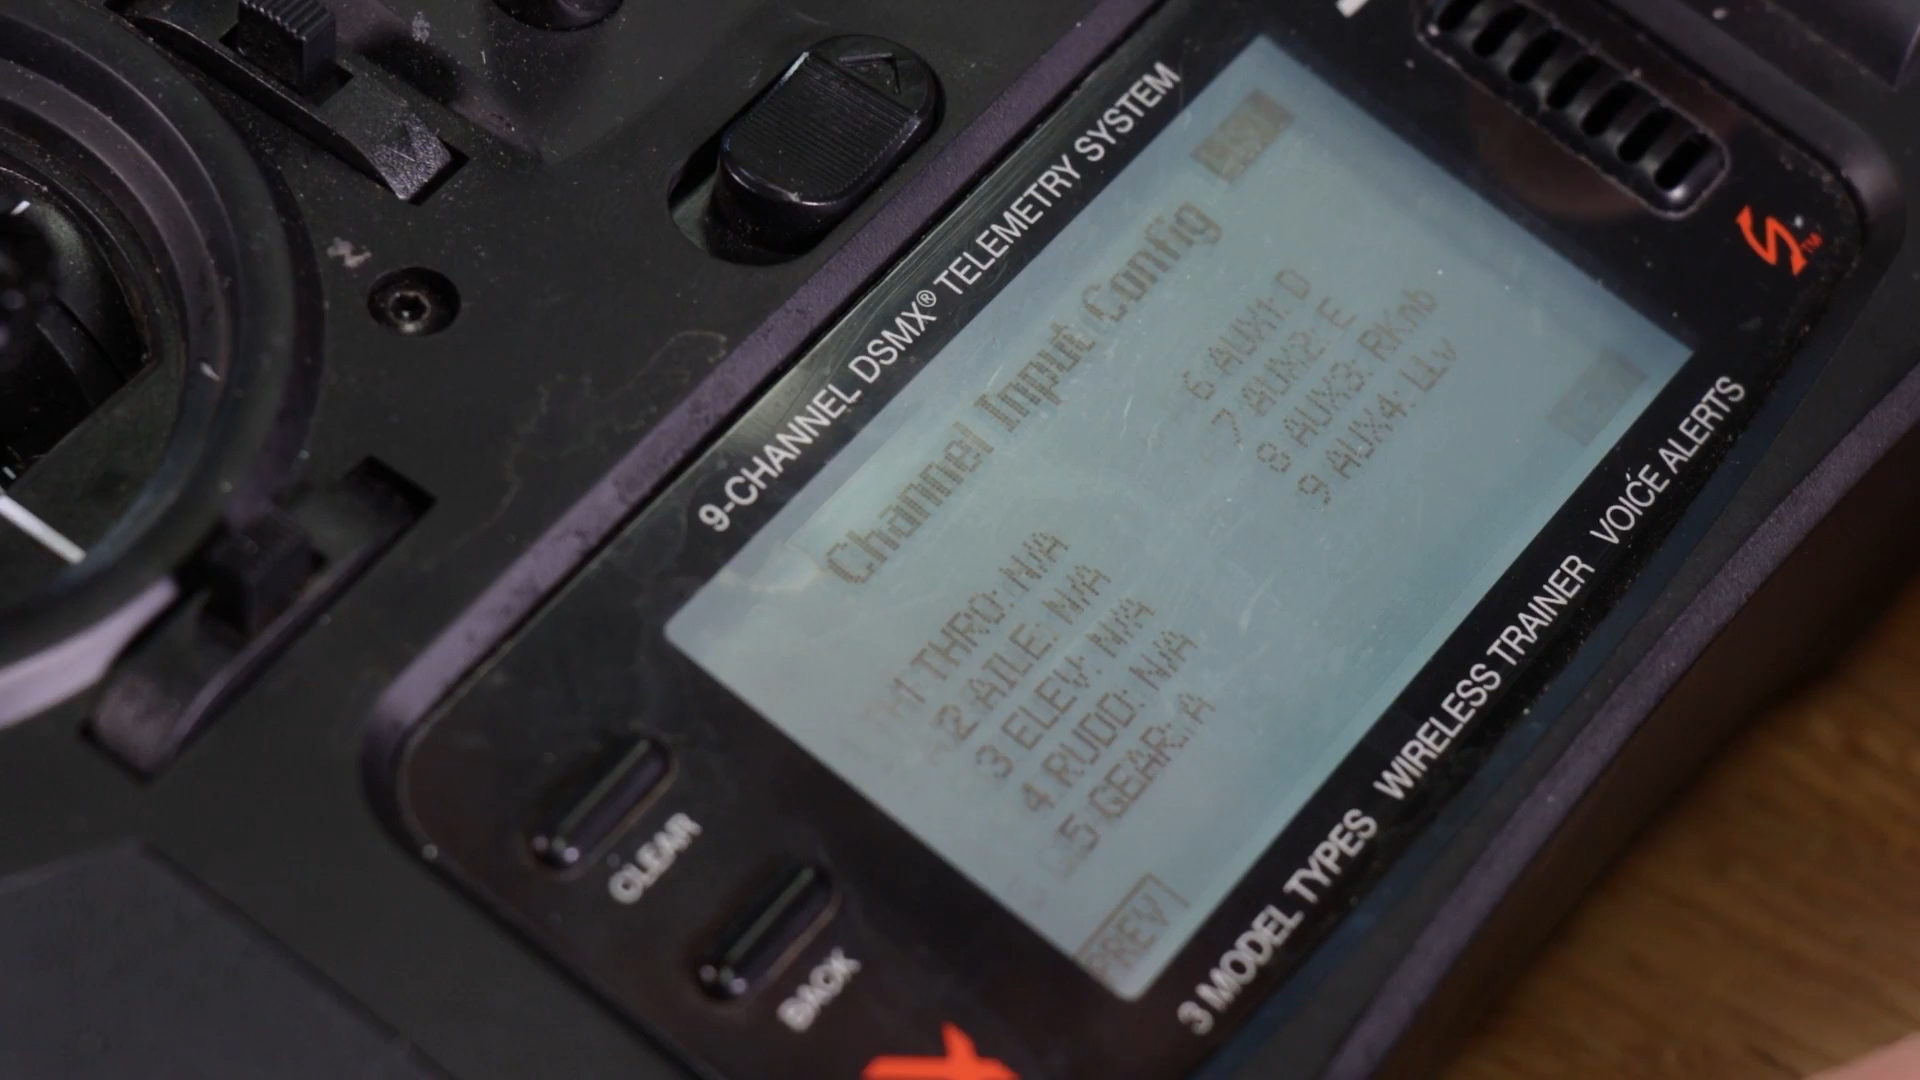 9-CHANNEL DSMX® TELEMETRY SYSTEM
Channel Input Config
1 THRO: N/A
2 AILE: N/A
3 ELEV: N/A
4 RUDD: N/A
5 GEAR: A
6 AUX1: D
7 AUX2: E
8 AUX3: RKnb
9 AUX4: LLv
PREV
3 MODEL TYPES WIRELESS TRAINER VOICE ALERTS
CLEAR
BACK
TM